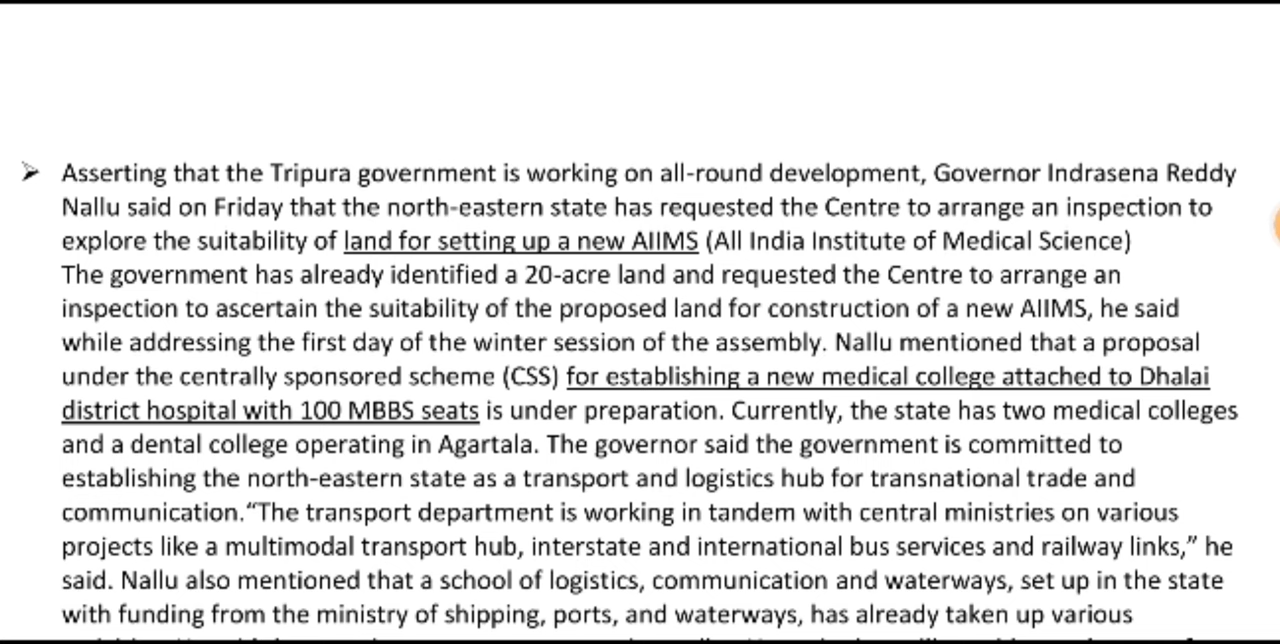 ➢ Asserting that the Tripura government is working on all-round development, Governor Indrasena Reddy
Nallu said on Friday that the north-eastern state has requested the Centre to arrange an inspection to
explore the suitability of land for setting up a new AIIMS (All India Institute of Medical Science)
The government has already identified a 20-acre land and requested the Centre to arrange an
inspection to ascertain the suitability of the proposed land for construction of a new AIIMS, he said
while addressing the first day of the winter session of the assembly. Nallu mentioned that a proposal
under the centrally sponsored scheme (CSS) for establishing a new medical college attached to Dhalai
district hospital with 100 MBBS seats is under preparation. Currently, the state has two medical colleges
and a dental college operating in Agartala. The governor said the government is committed to
establishing the north-eastern state as a transport and logistics hub for transnational trade and
communication.“The transport department is working in tandem with central ministries on various
projects like a multimodal transport hub, interstate and international bus services and railway links,” he
said. Nallu also mentioned that a school of logistics, communication and waterways, set up in the state
with funding from the ministry of shipping, ports, and waterways, has already taken up various